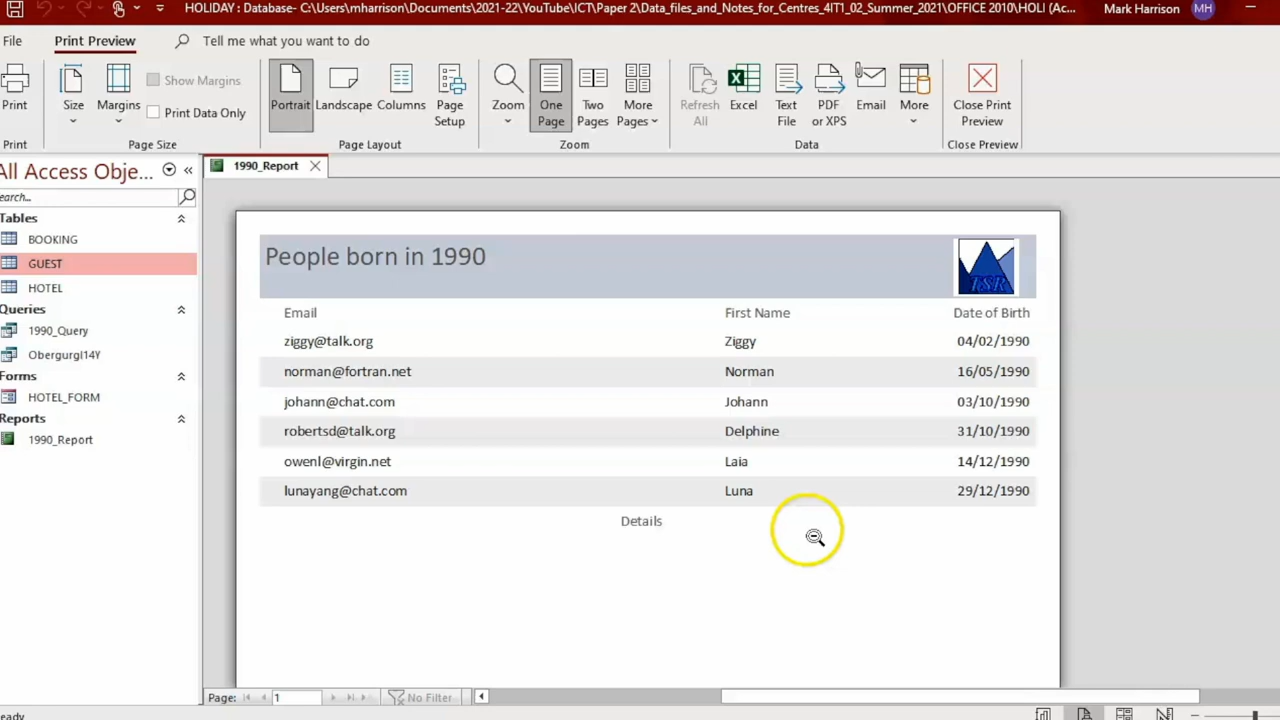 HOLIDAY : Database- C:\Users\mharrison\Documents\2021-22\YouTube\ICT\Paper 2\Data_files_and_Notes_for_Centres_4IT1_02_Summer_2021\OFFICE 2010\HOLI (Ac... Mark Harrison MH
File Print Preview Tell me what you want to do
Print
Size
Margins
Show Margins
Print Data Only
Portrait
Landscape
Columns
Page Setup
Zoom
One Page
Two Pages
More Pages
Refresh All
Excel
Text File
PDF or XPS
Email
More
Close Print Preview
Print Page Size Page Layout Zoom Data Close Preview
All Access Obje... «
1990_Report
earch...
Tables
BOOKING
GUEST
HOTEL
Queries
1990_Query
Obergurgl14Y
Forms
HOTEL_FORM
Reports
1990_Report
People born in 1990
TSR
Email First Name Date of Birth
ziggy@talk.org Ziggy 04/02/1990
norman@fortran.net Norman 16/05/1990
johann@chat.com Johann 03/10/1990
robertsd@talk.org Delphine 31/10/1990
owenl@virgin.net Laia 14/12/1990
lunayang@chat.com Luna 29/12/1990
Details
Page: 1 No Filter
eady